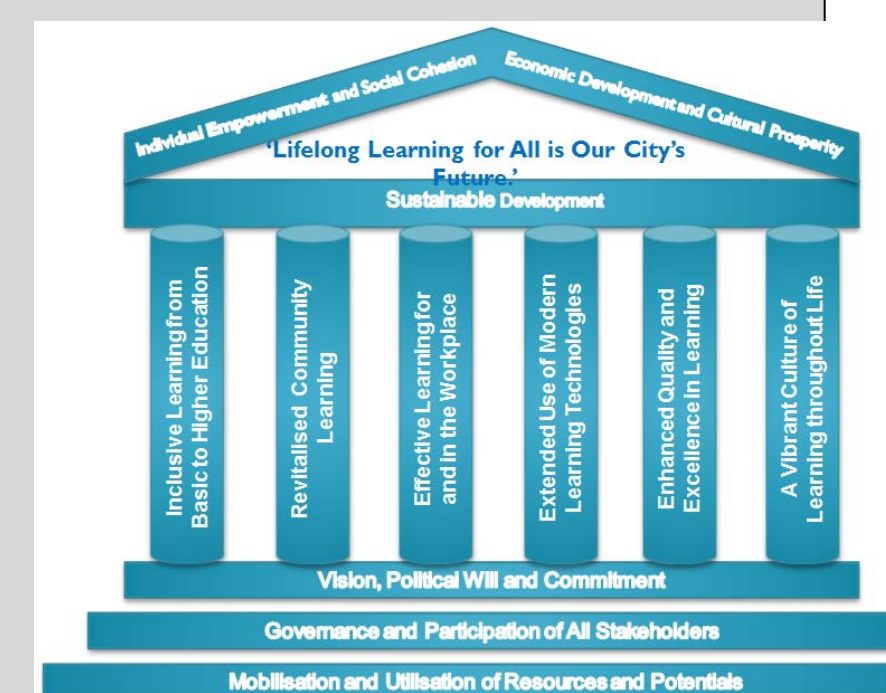 Individual Empowerment and Social Cohesion
Economic Development and Cultural Prosperity
‘Lifelong Learning for All is Our City’s
Future.’
Sustainable Development
Inclusive Learning from
Basic to Higher Education
Revitalised Community
Learning
Effective Learning for
and in the Workplace
Extended Use of Modern
Learning Technologies
Enhanced Quality and
Excellence in Learning
A Vibrant Culture of
Learning throughout Life
Vision, Political Will and Commitment
Governance and Participation of All Stakeholders
Mobilisation and Utilisation of Resources and Potentials